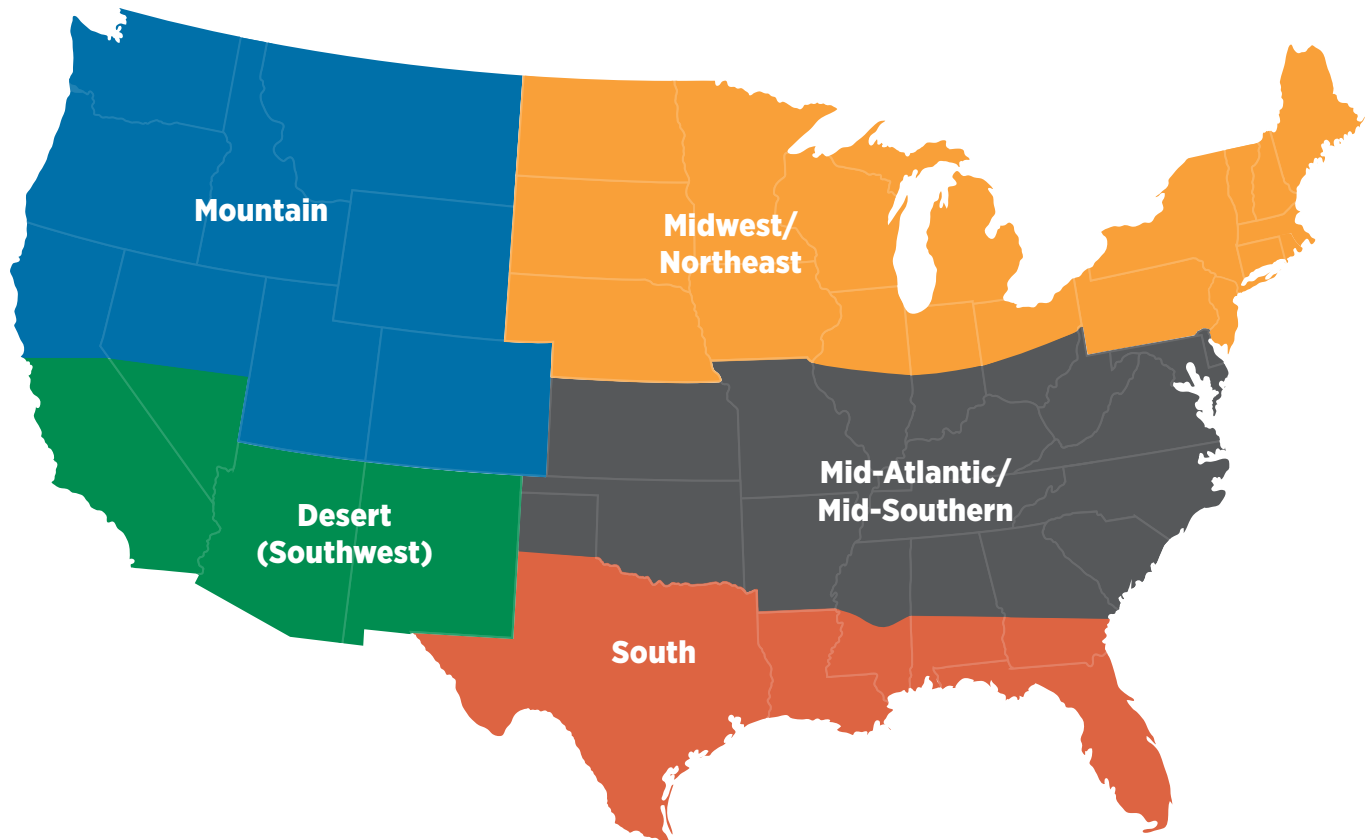 Mountain
Midwest/
Northeast
Mid-Atlantic/
Mid-Southern
Desert
(Southwest)
South